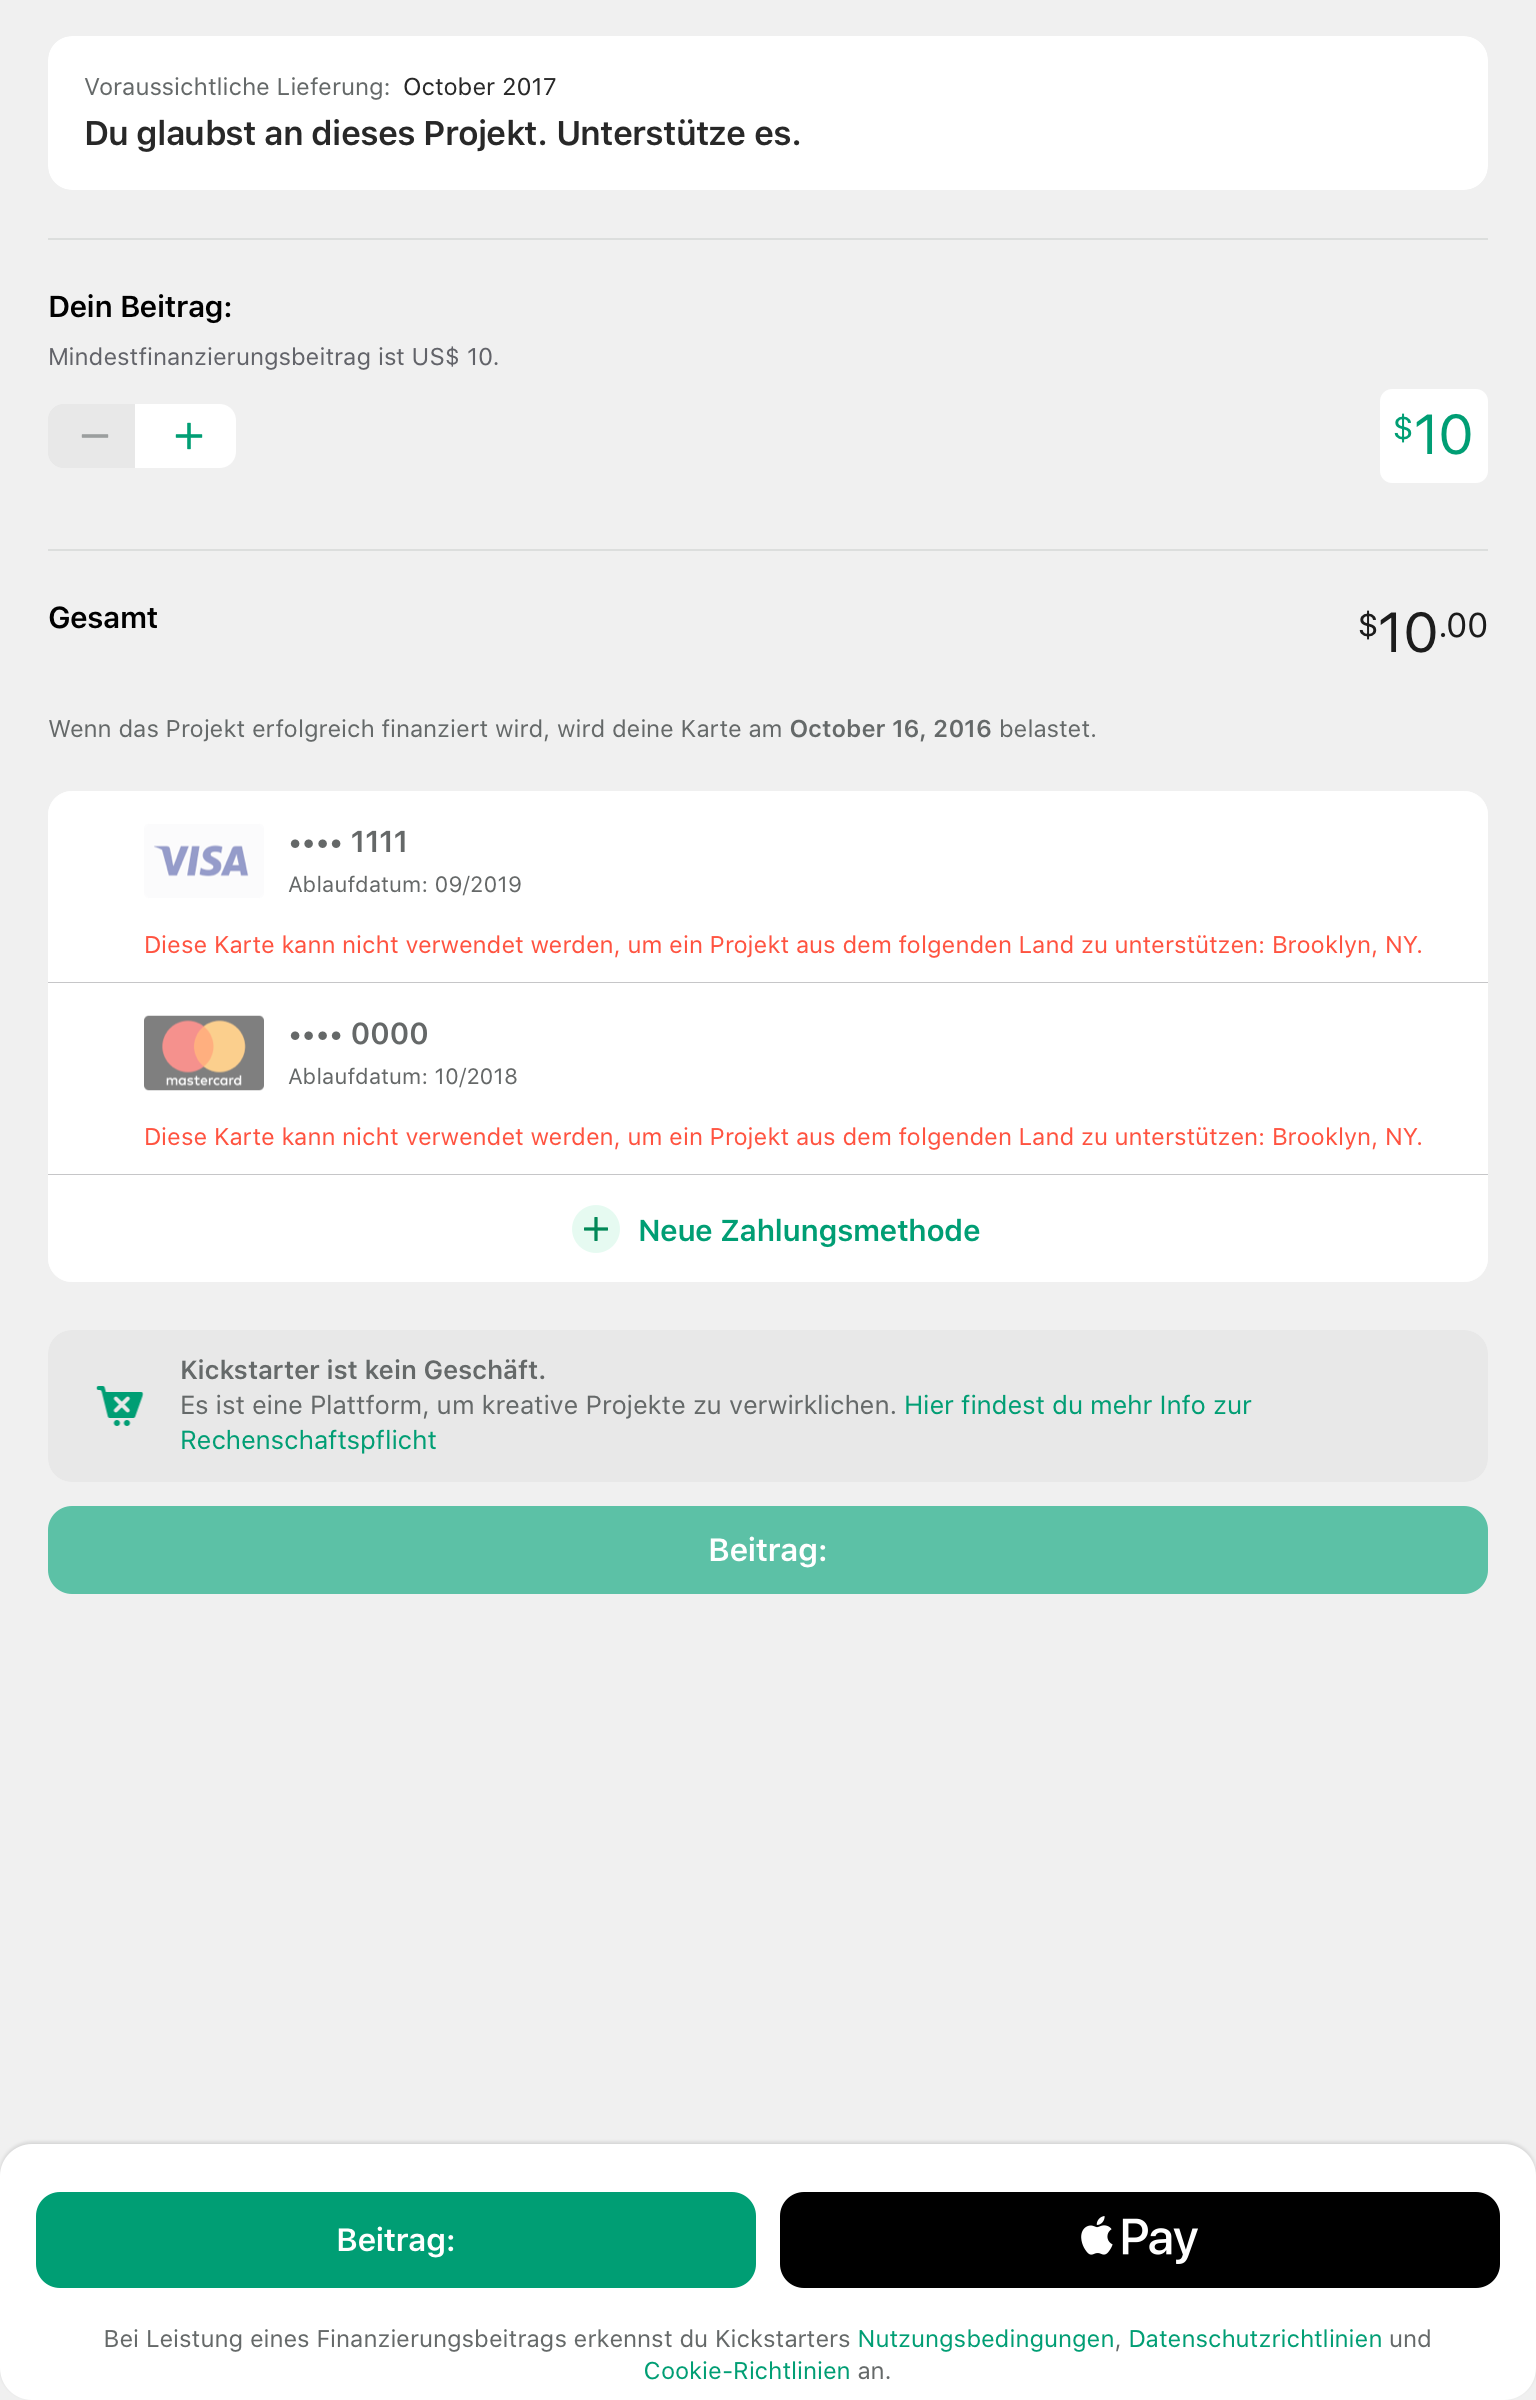 Voraussichtliche Lieferung: October 2017
Du glaubst an dieses Projekt. Unterstütze es.
Dein Beitrag:
Mindestfinanzierungsbeitrag ist US$ 10.
$10
Gesamt
$10.00
Wenn das Projekt erfolgreich finanziert wird, wird deine Karte am October 16, 2016 belastet.
VISA
•••• 1111
Ablaufdatum: 09/2019
Diese Karte kann nicht verwendet werden, um ein Projekt aus dem folgenden Land zu unterstützen: Brooklyn, NY.
mastercard
•••• 0000
Ablaufdatum: 10/2018
Diese Karte kann nicht verwendet werden, um ein Projekt aus dem folgenden Land zu unterstützen: Brooklyn, NY.
Neue Zahlungsmethode
Kickstarter ist kein Geschäft.
Es ist eine Plattform, um kreative Projekte zu verwirklichen. Hier findest du mehr Info zur
Rechenschaftspflicht
Beitrag:
Beitrag:
Pay
Bei Leistung eines Finanzierungsbeitrags erkennst du Kickstarters Nutzungsbedingungen, Datenschutzrichtlinien und
Cookie-Richtlinien an.